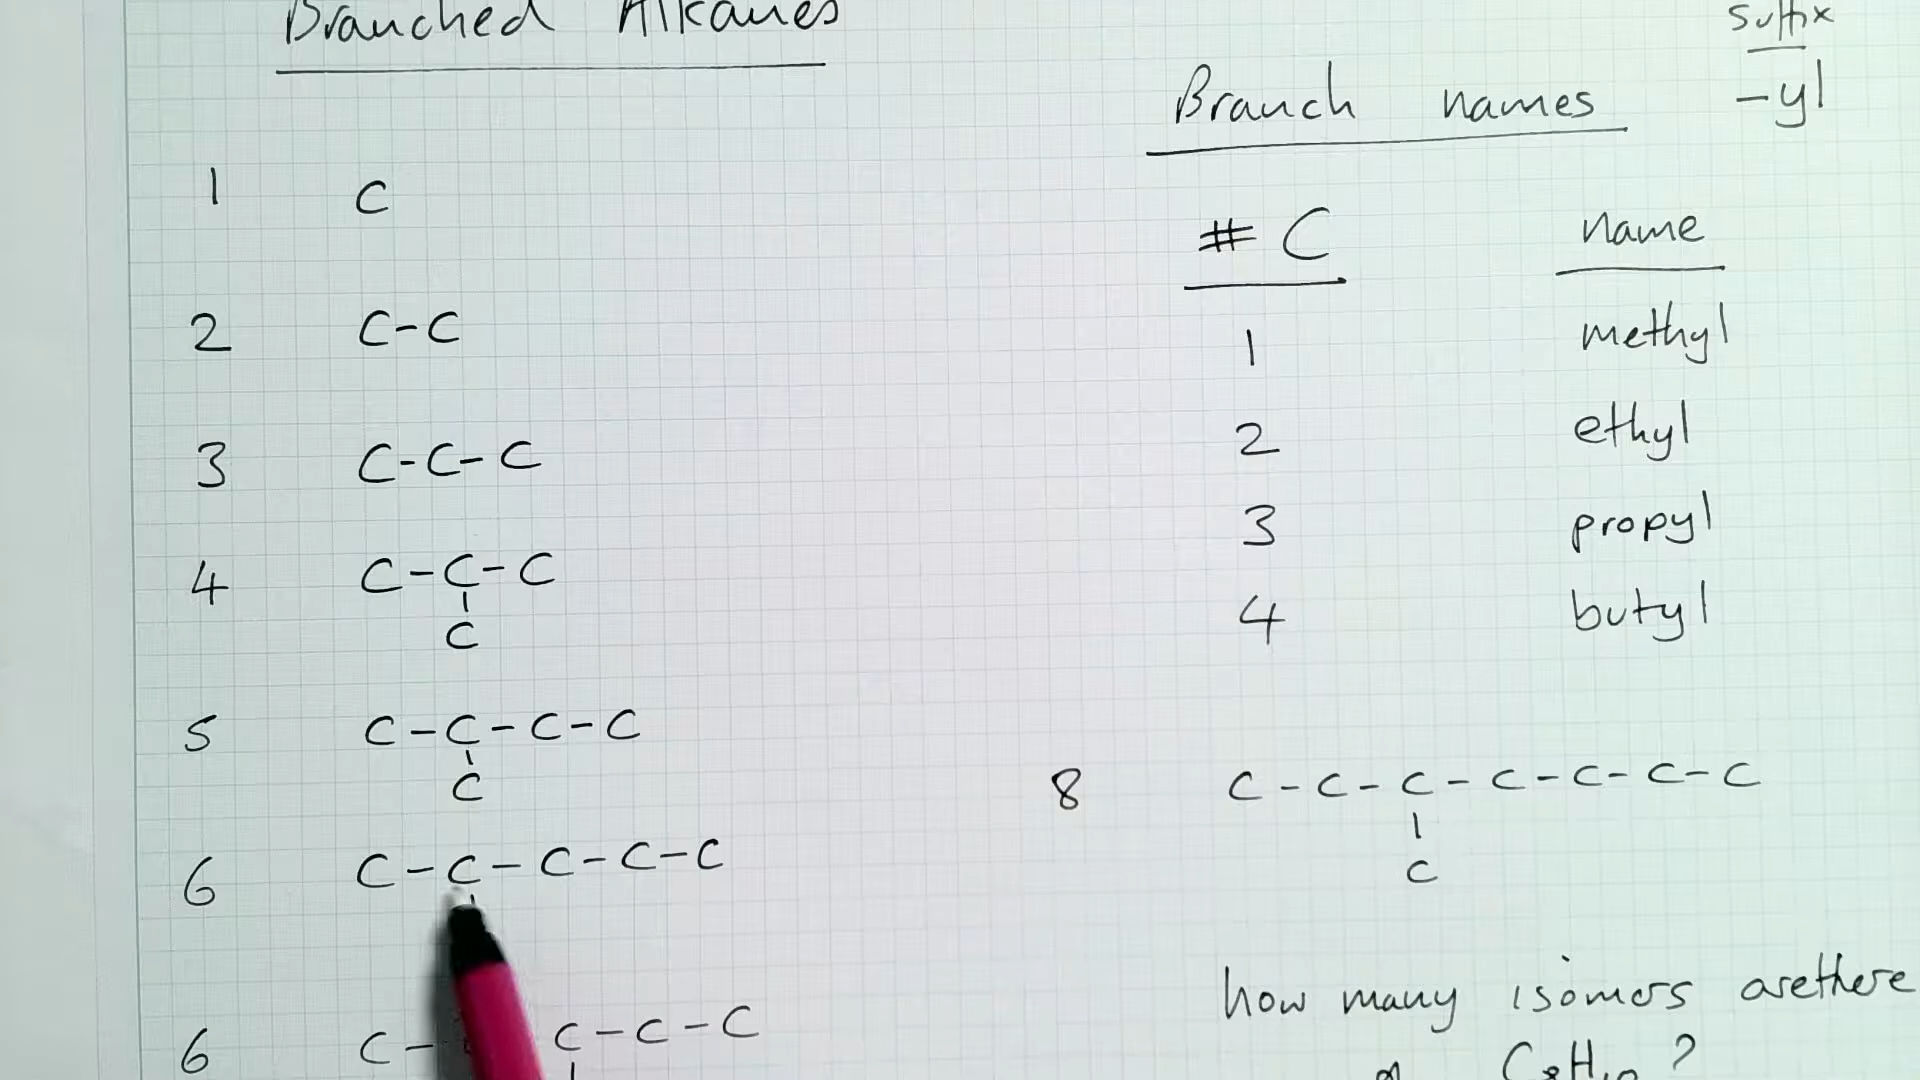 Branched Alkanes
1 C
2 C-C
3 C-C-C
4 C-C-C
C
5 C-C-C-C
C
6 C-C-C-C-C
6 C- C-C-C
suffix
Branch names -yl
# C name
1 methyl
2 ethyl
3 propyl
4 butyl
8 C-C-C-C-C-C-C
C
how many isomers arethere